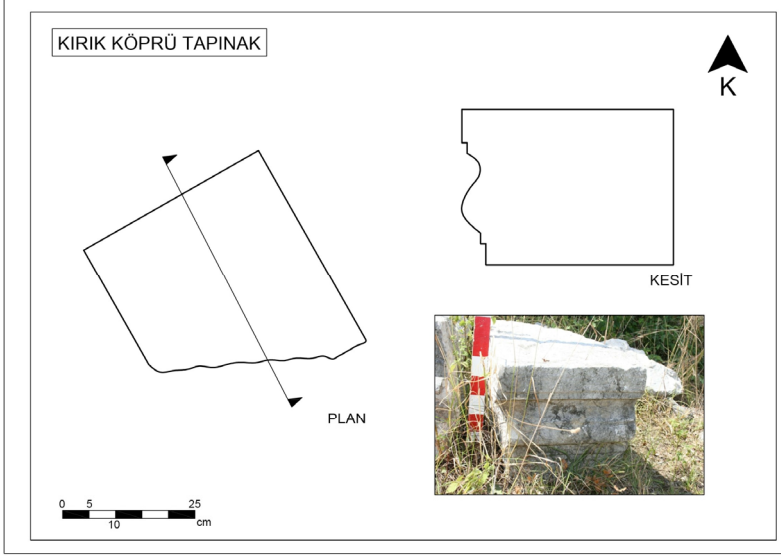 KIRIK KÖPRÜ TAPINAK
K
KESİT
PLAN
0 5 25
10 cm